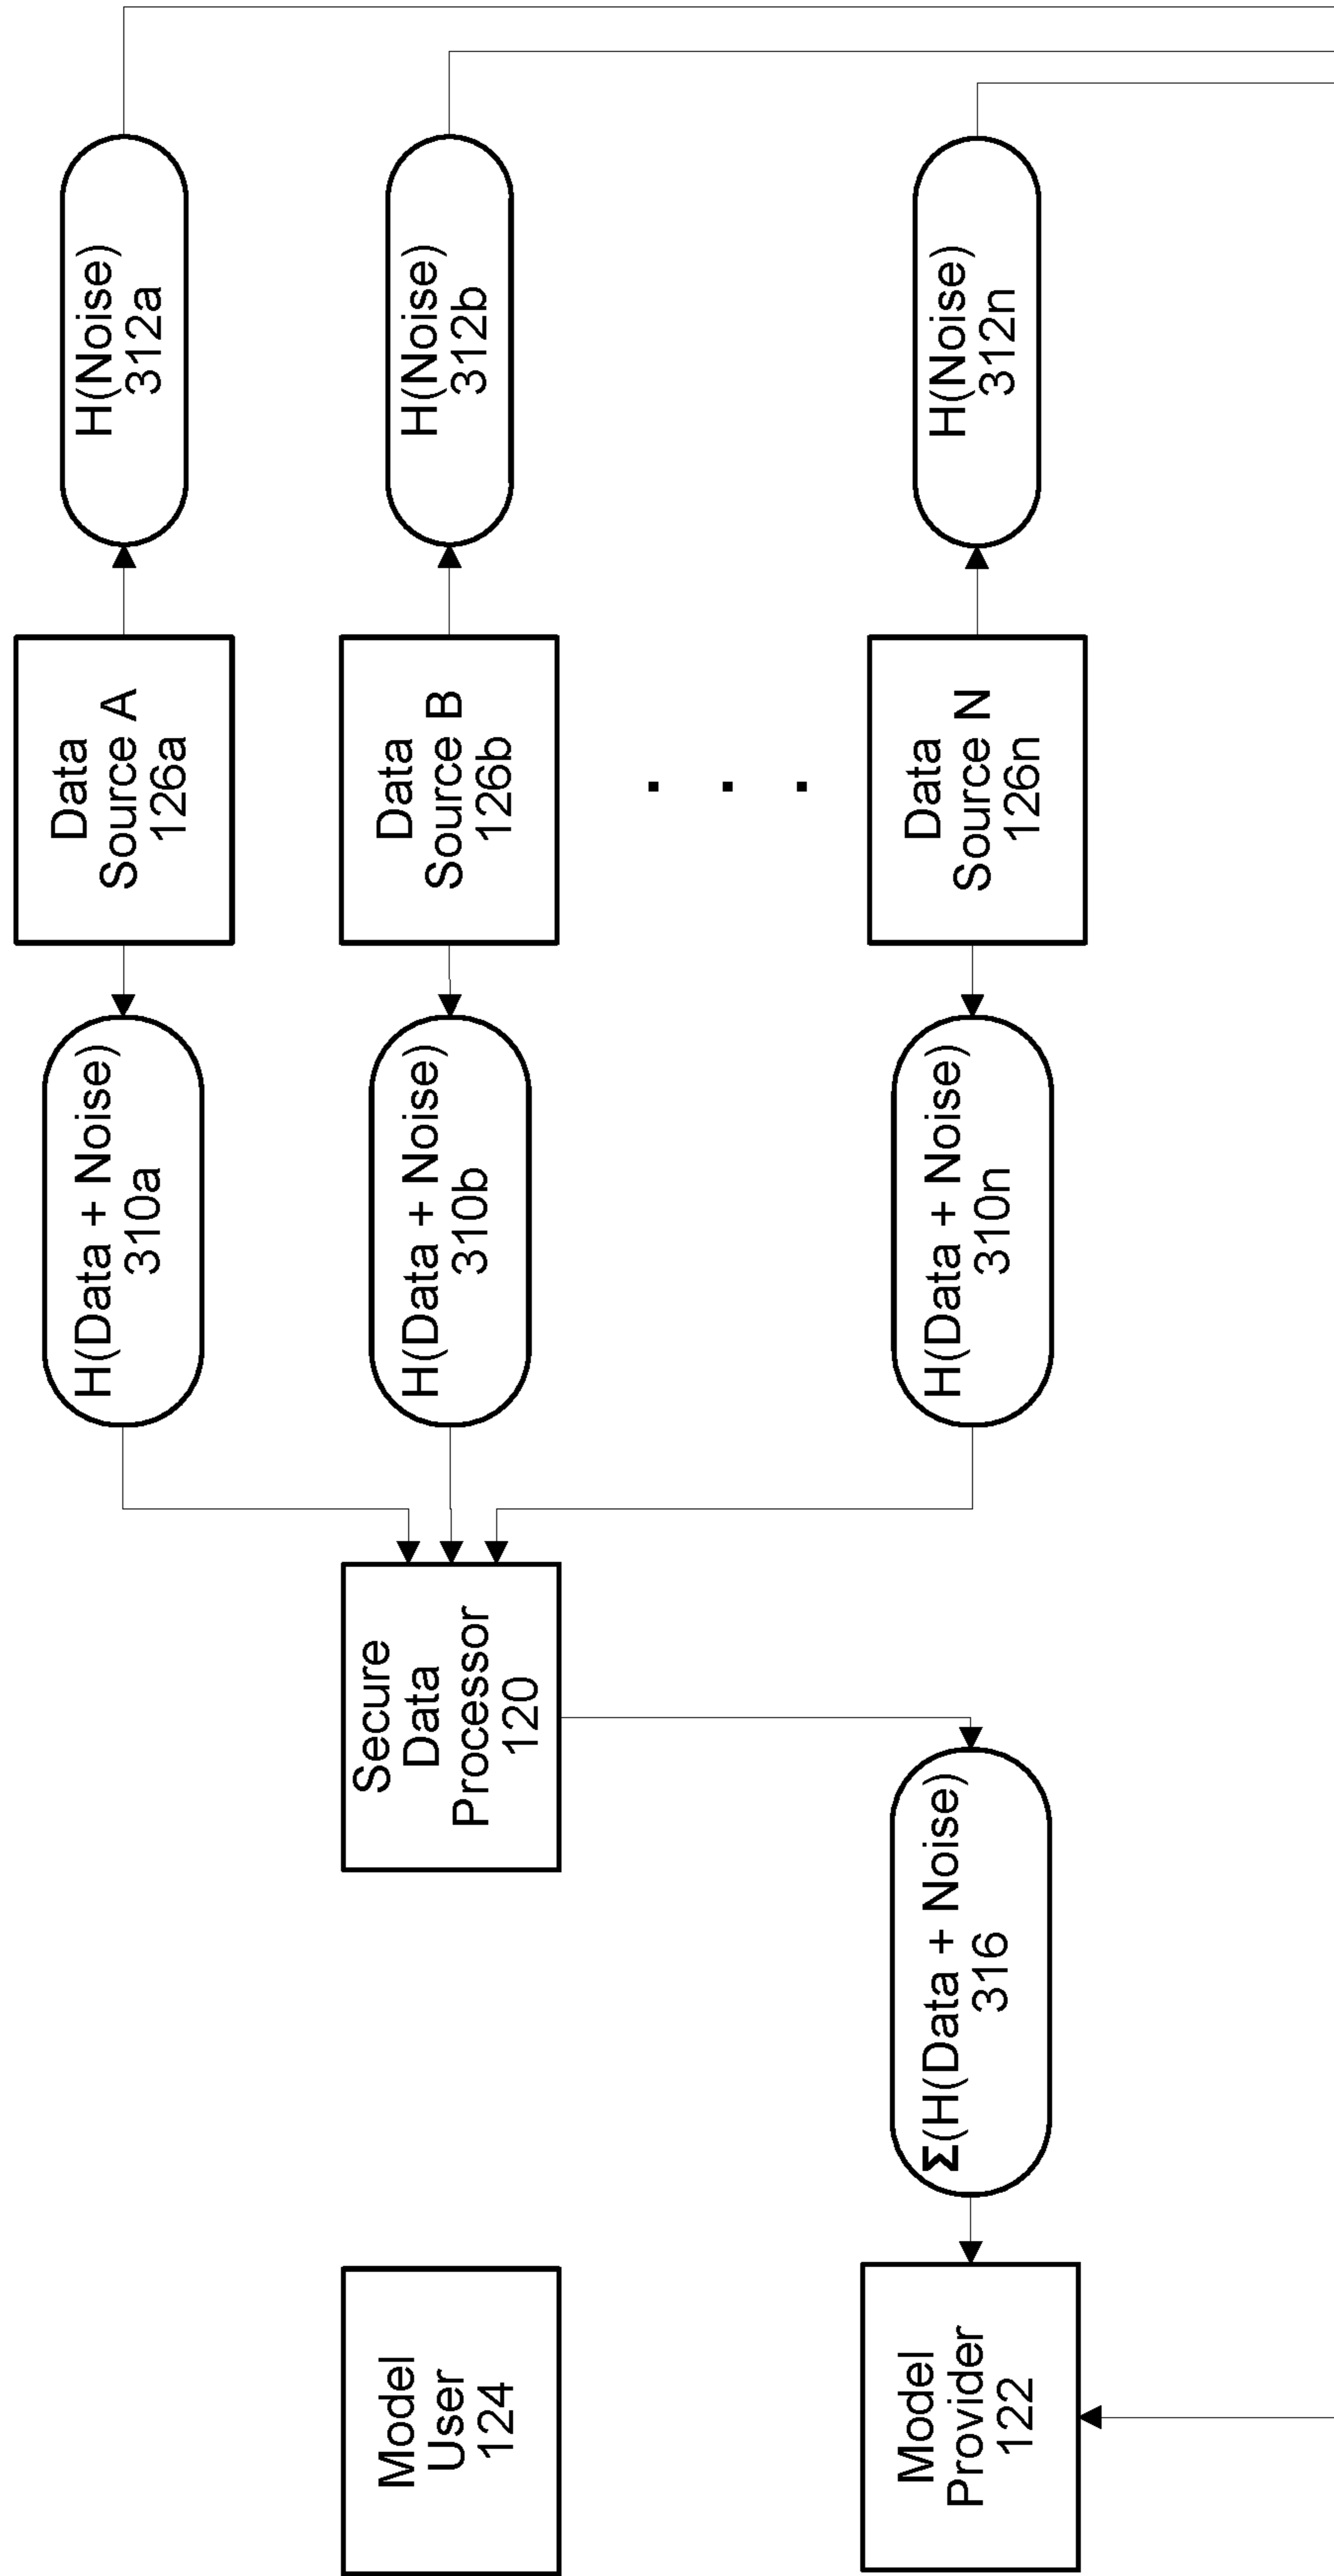 H(Data + Noise)
310a
Data
Source A
126a
H(Noise)
312a
Model
User
124
Secure
Data
Processor
120
H(Data + Noise)
310b
Data
Source B
126b
H(Noise)
312b
. . .
Model
Provider
122
Σ(H(Data + Noise)
316
H(Data + Noise)
310n
Data
Source N
126n
H(Noise)
312n